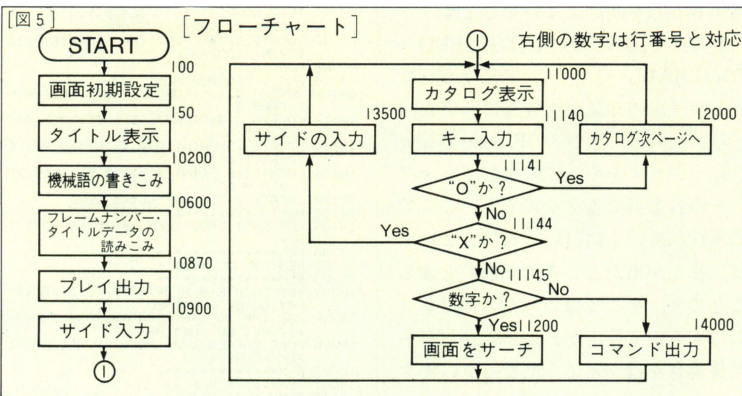 [図5]
[フローチャート]
右側の数字は行番号と対応
START
100
画面初期設定
150
タイトル表示
10200
機械語の書きこみ
10600
フレームナンバー・
タイトルデータの
読みこみ
10870
プレイ出力
10900
サイド入力
①
①
11000
カタログ表示
11140
キー入力
11141
"O"か?
Yes
No
12000
カタログ次ページへ
13500
サイドの入力
11144
"X"か?
Yes
No
11145
数字か?
No
Yes
11200
画面をサーチ
14000
コマンド出力